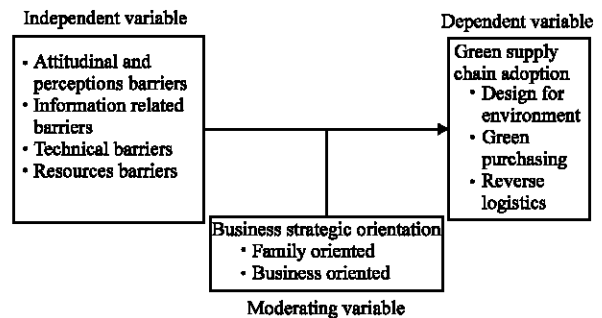 Independent variable
• Attitudinal and
perceptions barriers
• Information related
barriers
• Technical barriers
• Resources barriers
Dependent variable
Green supply
chain adoption
• Design for
environment
• Green
purchasing
• Reverse
logistics
Business strategic orientation
• Family oriented
• Business oriented
Moderating variable